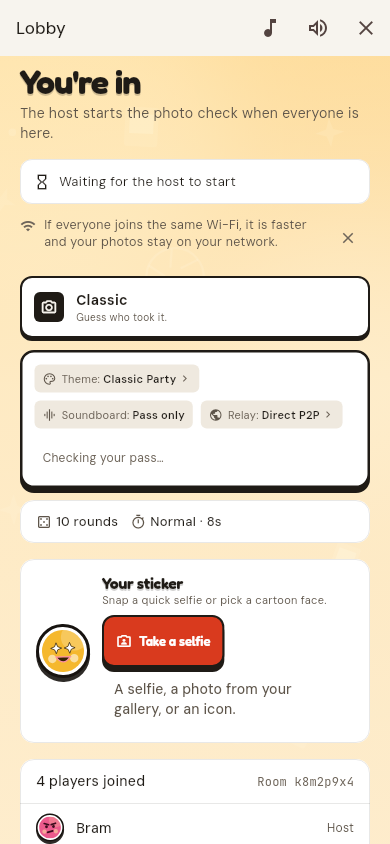 Lobby
You're in
The host starts the photo check when everyone is
here.
Waiting for the host to start
If everyone joins the same Wi-Fi, it is faster
and your photos stay on your network.
Classic
Guess who took it.
Theme: Classic Party
Soundboard: Pass only
Relay: Direct P2P
Checking your pass...
10 rounds
Normal · 8s
Your sticker
Snap a quick selfie or pick a cartoon face.
Take a selfie
A selfie, a photo from your
gallery, or an icon.
4 players joined
Room k8m2p9x4
Bram
Host